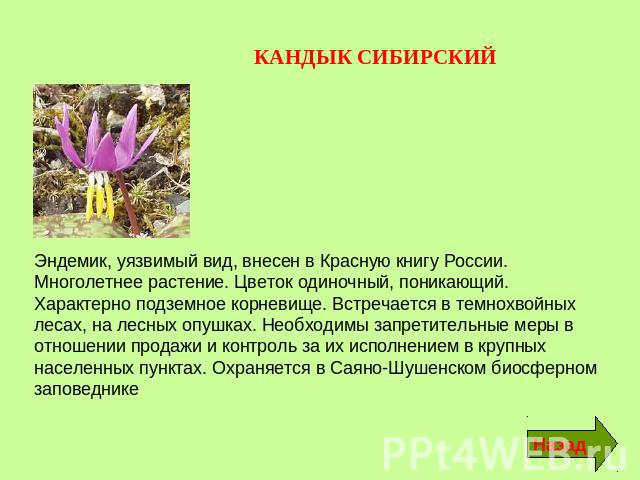 КАНДЫК СИБИРСКИЙ
Эндемик, уязвимый вид, внесен в Красную книгу России.
Многолетнее растение. Цветок одиночный, поникающий.
Характерно подземное корневище. Встречается в темнохвойных
лесах, на лесных опушках. Необходимы запретительные меры в
отношении продажи и контроль за их исполнением в крупных
населенных пунктах. Охраняется в Саяно-Шушенском биосферном
заповеднике
Назад
PPt4WEB.ru